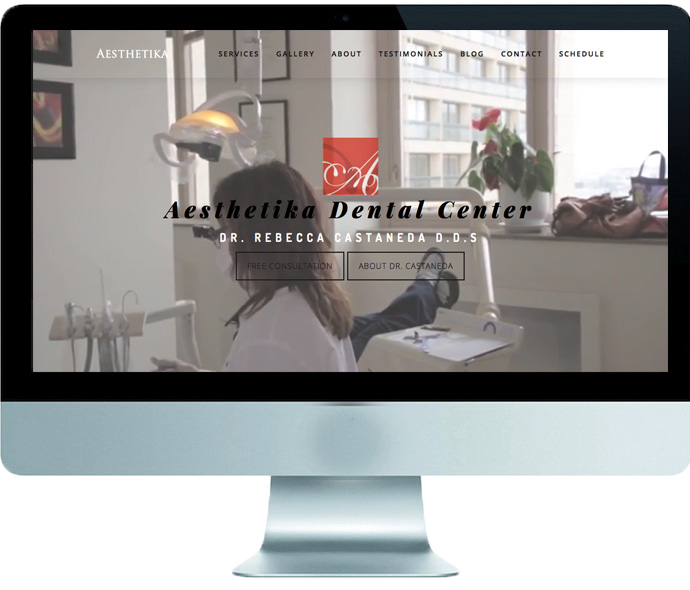 AESTHETIKA SERVICES GALLERY ABOUT TESTIMONIALS BLOG CONTACT SCHEDULE
A
Aesthetika Dental Center
DR. REBECCA CASTANEDA D.D.S
FREE CONSULTATION ABOUT DR. CASTANEDA